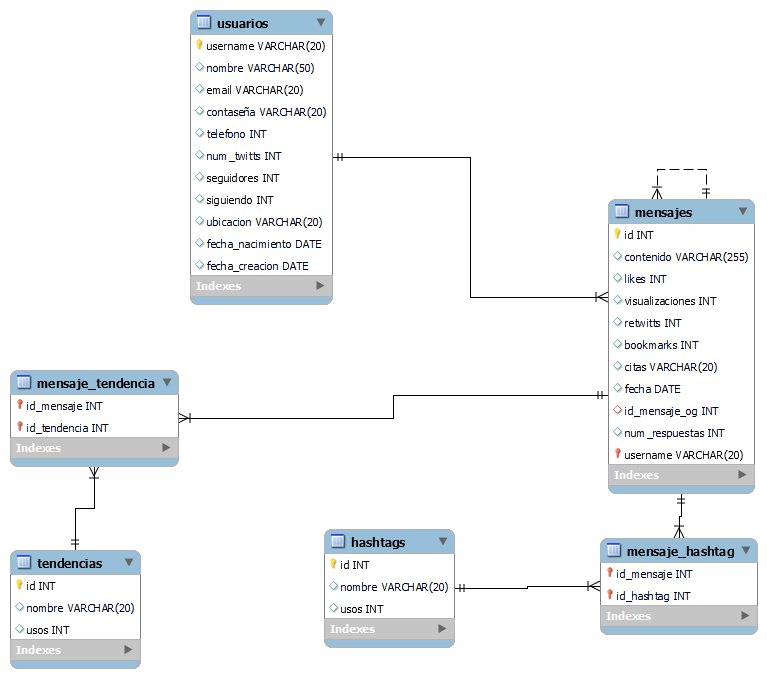 usuarios
username VARCHAR(20)
nombre VARCHAR(50)
email VARCHAR(20)
contaseña VARCHAR(20)
telefono INT
num_twitts INT
seguidores INT
siguiendo INT
ubicacion VARCHAR(20)
fecha_nacimiento DATE
fecha_creacion DATE
Indexes
mensajes
id INT
contenido VARCHAR(255)
likes INT
visualizaciones INT
retwitts INT
bookmarks INT
citas VARCHAR(20)
fecha DATE
id_mensaje_og INT
num_respuestas INT
username VARCHAR(20)
Indexes
mensaje_tendencia
id_mensaje INT
id_tendencia INT
Indexes
tendencias
id INT
nombre VARCHAR(20)
usos INT
Indexes
hashtags
id INT
nombre VARCHAR(20)
usos INT
Indexes
mensaje_hashtag
id_mensaje INT
id_hashtag INT
Indexes